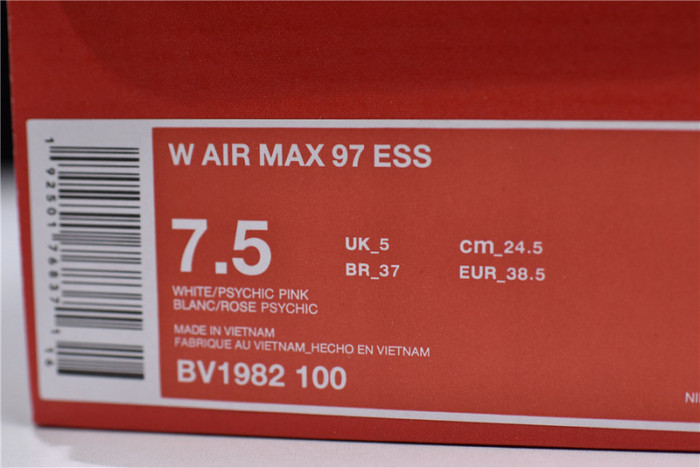 W AIR MAX 97 ESS
7.5
UK_5
cm_24.5
BR_37
EUR_38.5
WHITE/PSYCHIC PINK
BLANC/ROSE PSYCHIC
MADE IN VIETNAM
FABRIQUE AU VIETNAM_HECHO EN VIETNAM
BV1982 100